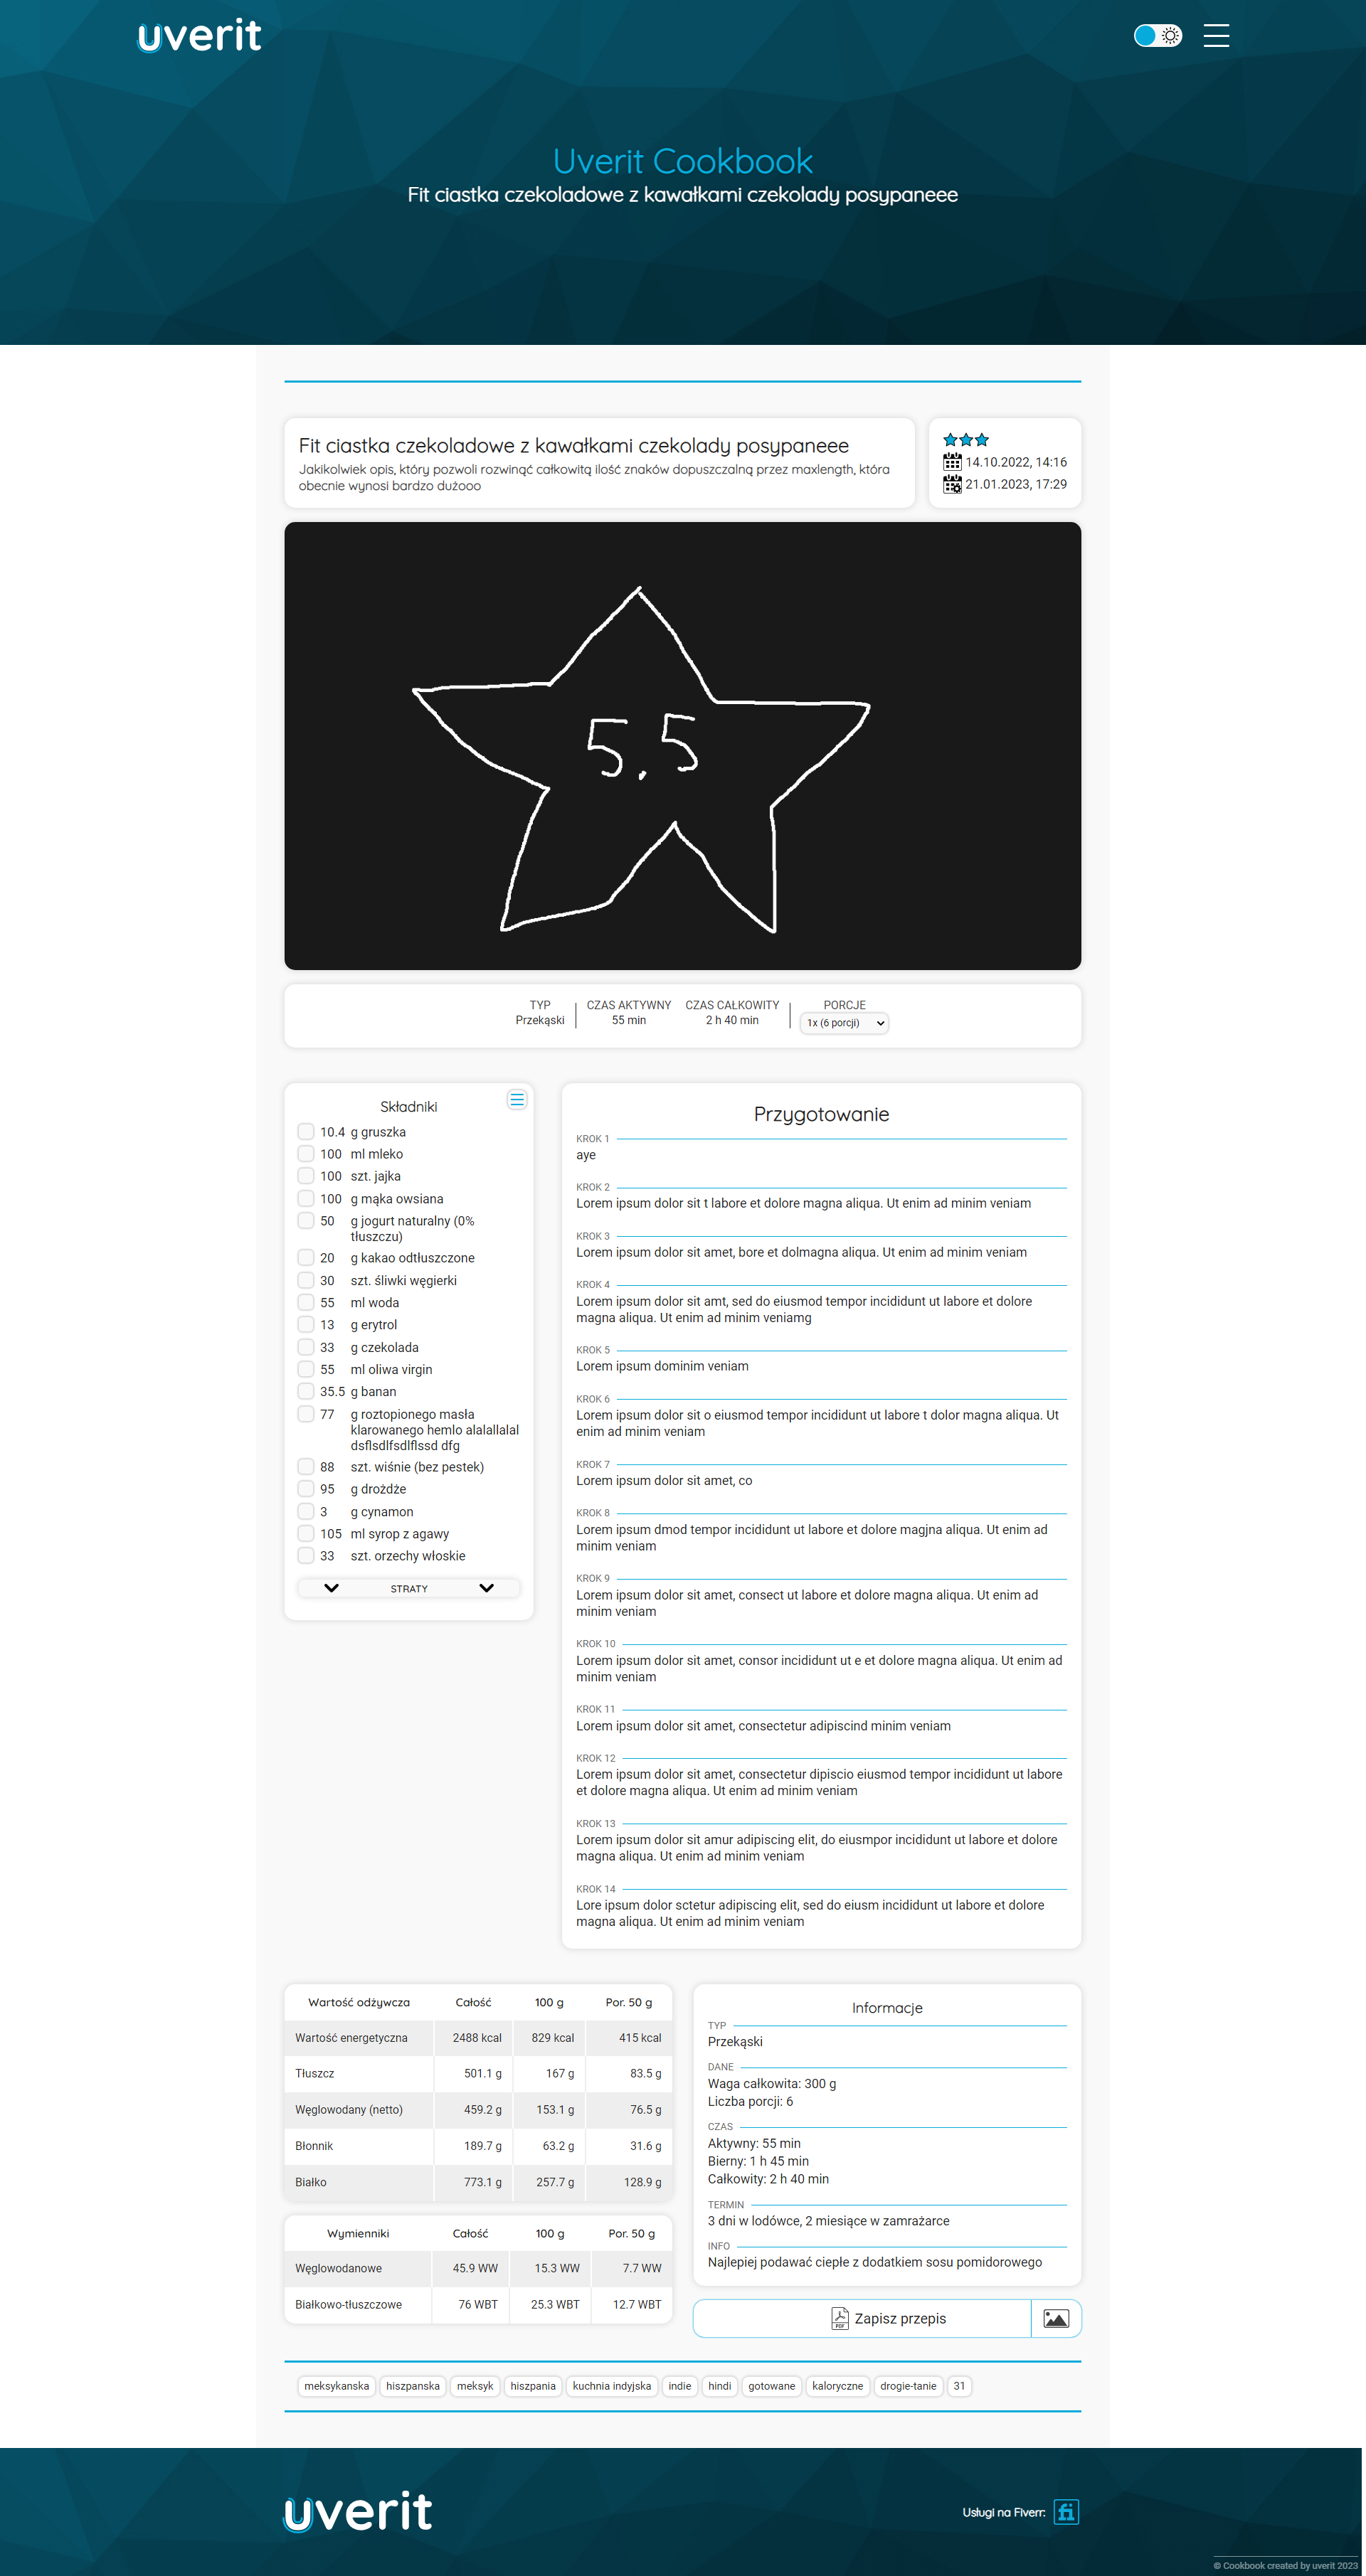 uverit
Uverit Cookbook
Fit ciastka czekoladowe z kawałkami czekolady posypaneee
Fit ciastka czekoladowe z kawałkami czekolady posypaneee
Jakikolwiek opis, który pozwoli rozwinąć całkowitą ilość znaków dopuszczalną przez maxlength, która
obecnie wynosi bardzo dużooo
14.10.2022, 14:16
21.01.2023, 17:29
5.5
TYP
Przekąski
CZAS AKTYWNY
55 min
CZAS CAŁKOWITY
2 h 40 min
PORCJE
1x (6 porcji)
Składniki
10.4 g gruszka
100 ml mleko
100 szt. jajka
100 g mąka owsiana
50 g jogurt naturalny (0%
tłuszczu)
20 g kakao odtłuszczone
30 szt. śliwki węgierki
55 ml woda
13 g erytrol
33 g czekolada
55 ml oliwa virgin
35.5 g banan
77 g roztopionego masła
klarowanego hemlo alalallalal
dsflsdlfsdlflssd dfg
88 szt. wiśnie (bez pestek)
95 g drożdże
3 g cynamon
105 ml syrop z agawy
33 szt. orzechy włoskie
STRATY
Przygotowanie
KROK 1
aye
KROK 2
Lorem ipsum dolor sit t labore et dolore magna aliqua. Ut enim ad minim veniam
KROK 3
Lorem ipsum dolor sit amet, bore et dolmagna aliqua. Ut enim ad minim veniam
KROK 4
Lorem ipsum dolor sit amt, sed do eiusmod tempor incididunt ut labore et dolore
magna aliqua. Ut enim ad minim veniamg
KROK 5
Lorem ipsum dominim veniam
KROK 6
Lorem ipsum dolor sit o eiusmod tempor incididunt ut labore t dolor magna aliqua. Ut
enim ad minim veniam
KROK 7
Lorem ipsum dolor sit amet, co
KROK 8
Lorem ipsum dmod tempor incididunt ut labore et dolore magjna aliqua. Ut enim ad
minim veniam
KROK 9
Lorem ipsum dolor sit amet, consect ut labore et dolore magna aliqua. Ut enim ad
minim veniam
KROK 10
Lorem ipsum dolor sit amet, consor incididunt ut e et dolore magna aliqua. Ut enim ad
minim veniam
KROK 11
Lorem ipsum dolor sit amet, consectetur adipiscind minim veniam
KROK 12
Lorem ipsum dolor sit amet, consectetur dipiscio eiusmod tempor incididunt ut labore
et dolore magna aliqua. Ut enim ad minim veniam
KROK 13
Lorem ipsum dolor sit amur adipiscing elit, do eiusmpor incididunt ut labore et dolore
magna aliqua. Ut enim ad minim veniam
KROK 14
Lore ipsum dolor sctetur adipiscing elit, sed do eiusm incididunt ut labore et dolore
magna aliqua. Ut enim ad minim veniam
Wartość odżywcza Całość 100 g Por. 50 g
Wartość energetyczna 2488 kcal 829 kcal 415 kcal
Tłuszcz 501.1 g 167 g 83.5 g
Węglowodany (netto) 459.2 g 153.1 g 76.5 g
Błonnik 189.7 g 63.2 g 31.6 g
Białko 773.1 g 257.7 g 128.9 g
Wymienniki Całość 100 g Por. 50 g
Węglowodanowe 45.9 WW 15.3 WW 7.7 WW
Białkowo-tłuszczowe 76 WBT 25.3 WBT 12.7 WBT
Informacje
TYP
Przekąski
DANE
Waga całkowita: 300 g
Liczba porcji: 6
CZAS
Aktywny: 55 min
Bierny: 1 h 45 min
Całkowity: 2 h 40 min
TERMIN
3 dni w lodówce, 2 miesiące w zamrażarce
INFO
Najlepiej podawać ciepłe z dodatkiem sosu pomidorowego
PDF Zapisz przepis
meksykanska hiszpanska meksyk hiszpania kuchnia indyjska indie hindi gotowane kaloryczne drogie-tanie 31
uverit
Usługi na Fiverr: fi
© Cookbook created by uverit 2023